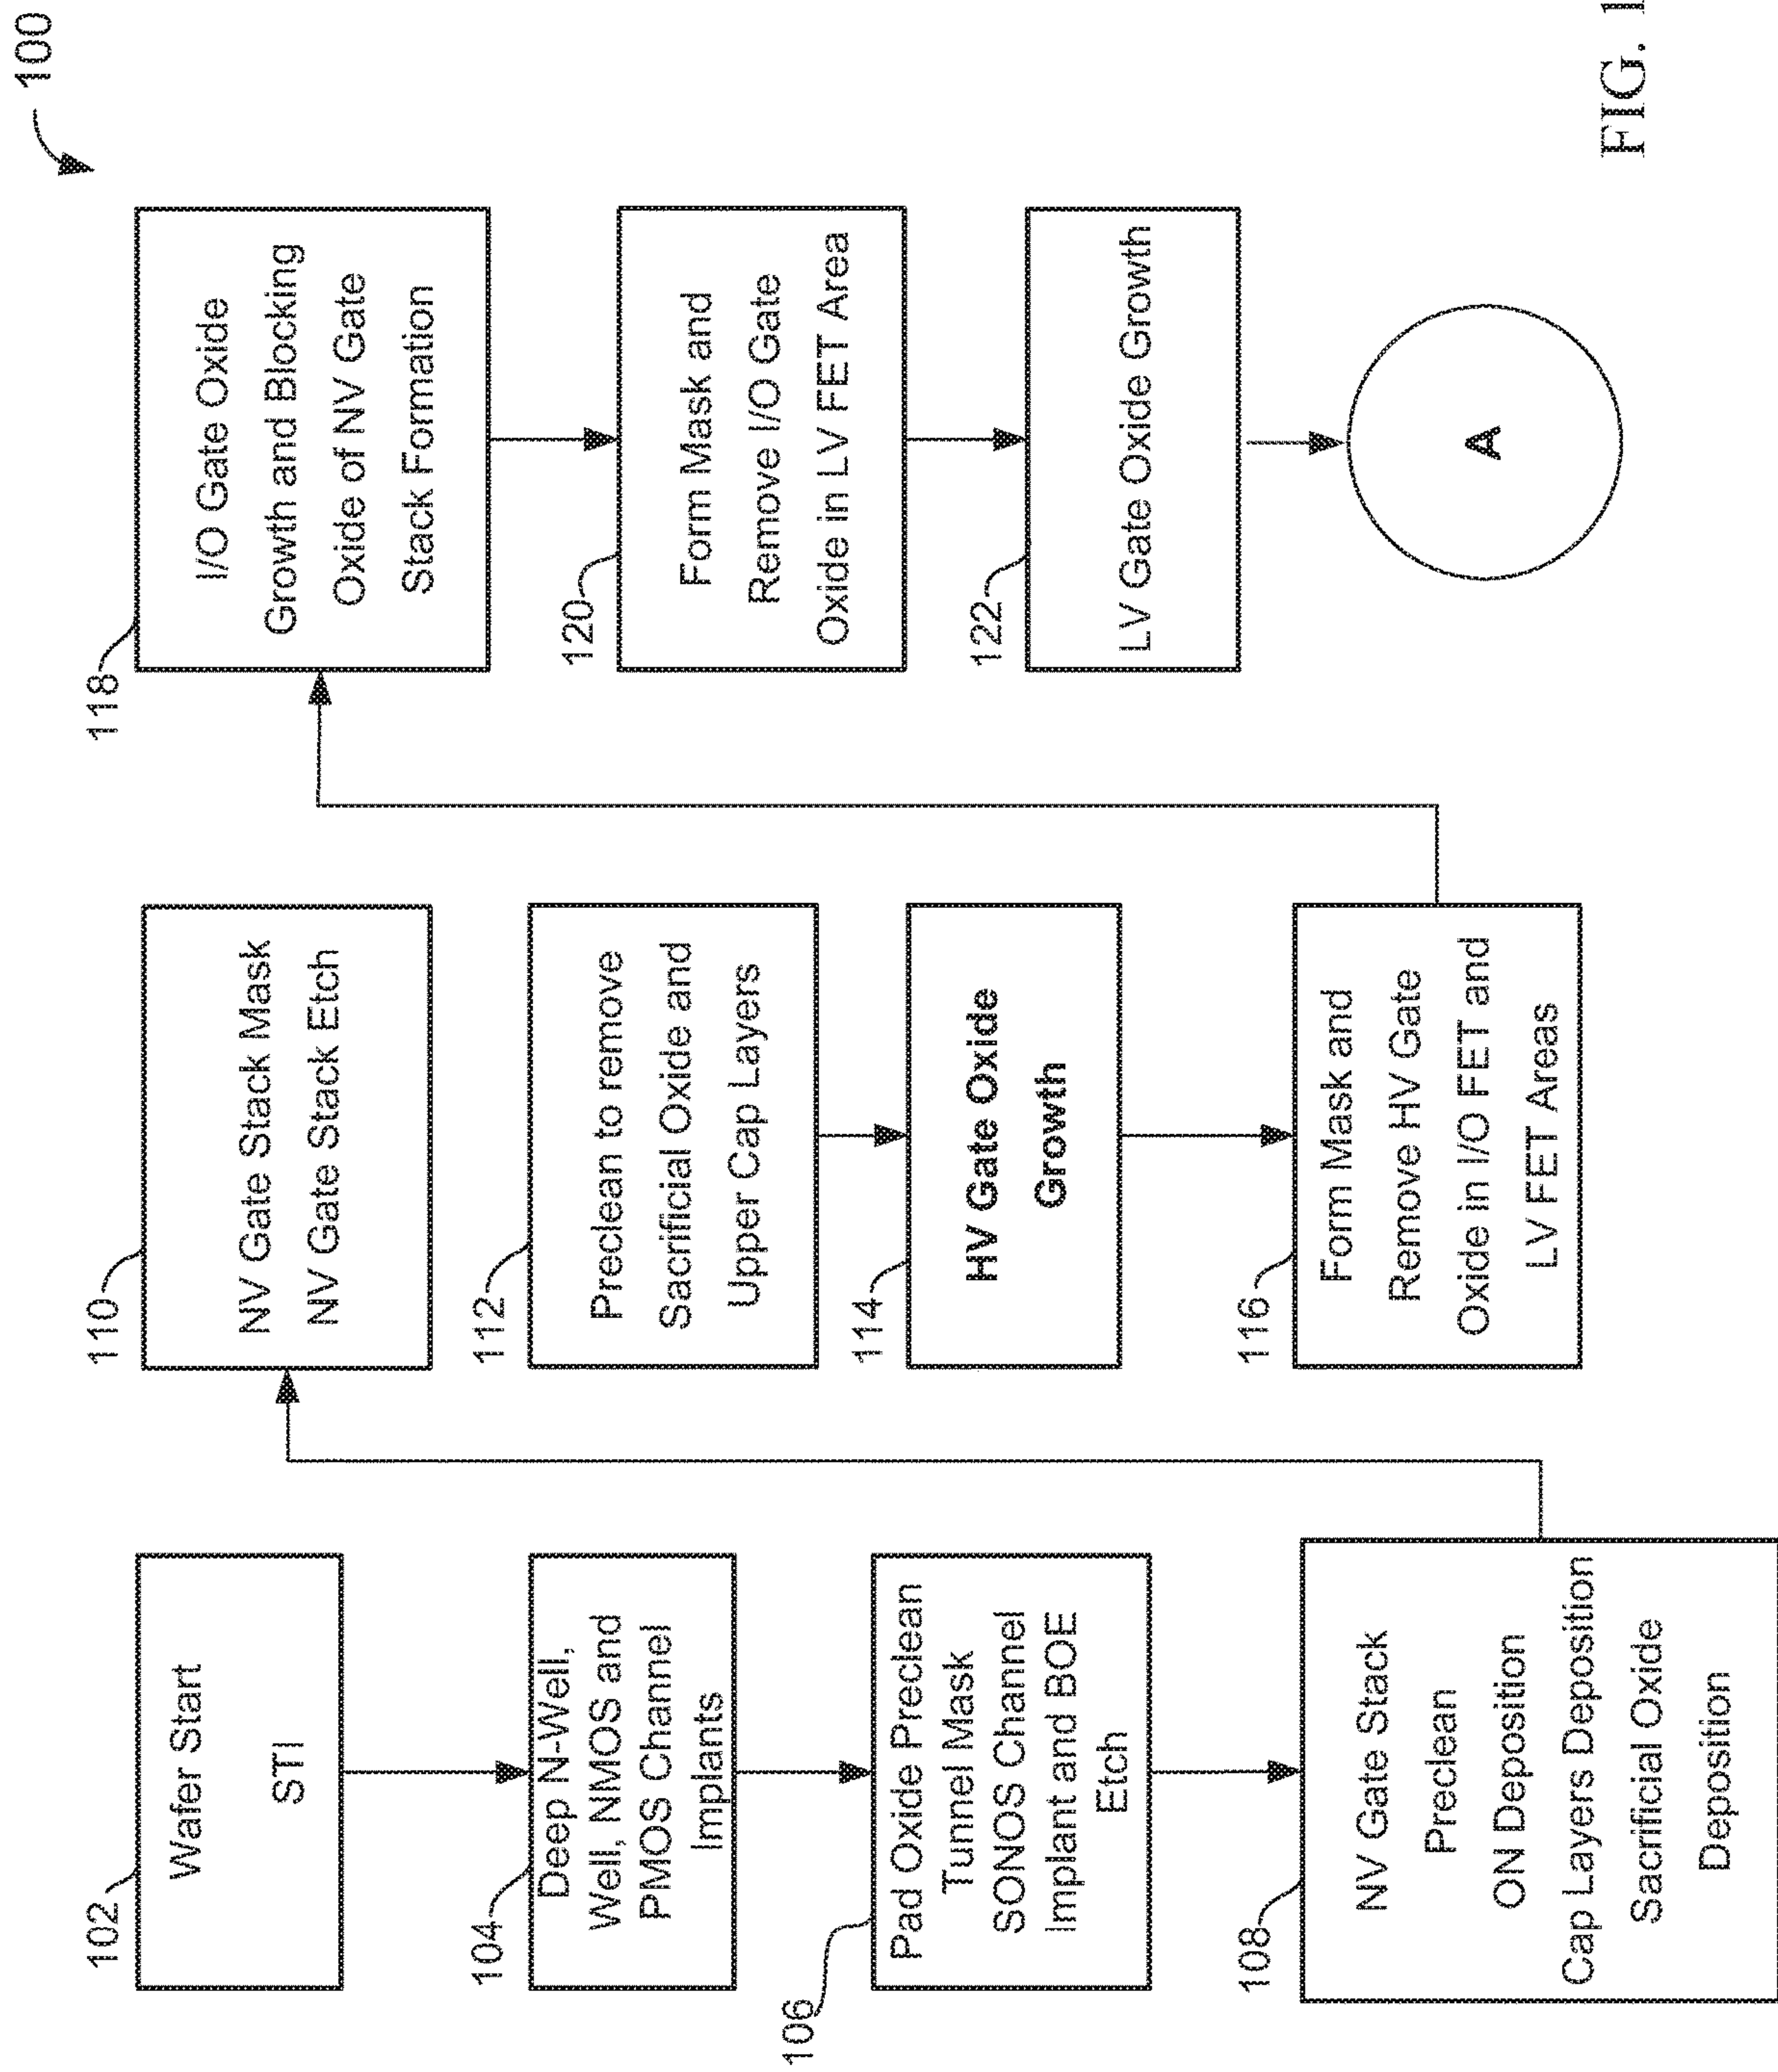 100
102
Wafer Start
STI
104
Deep N-Well,
Well, NMOS and
PMOS Channel
Implants
106
Pad Oxide Preclean
Tunnel Mask
SONOS Channel
Implant and BOE
Etch
108
NV Gate Stack
Preclean
ON Deposition
Cap Layers Deposition
Sacrificial Oxide
Deposition
110
NV Gate Stack Mask
NV Gate Stack Etch
112
Preclean to remove
Sacrificial Oxide and
Upper Cap Layers
114
HV Gate Oxide
Growth
116
Form Mask and
Remove HV Gate
Oxide in I/O FET and
LV FET Areas
118
I/O Gate Oxide
Growth and Blocking
Oxide of NV Gate
Stack Formation
120
Form Mask and
Remove I/O Gate
Oxide in LV FET Area
122
LV Gate Oxide Growth
A
FIG. 1